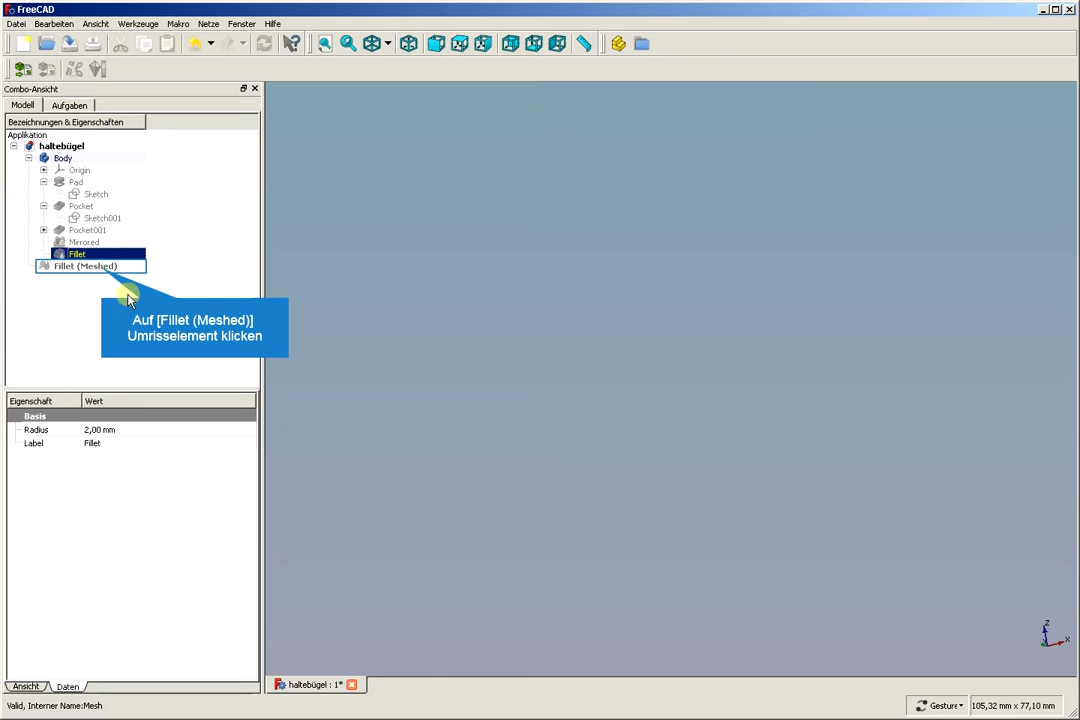 FreeCAD
Datei Bearbeiten Ansicht Werkzeuge Makro Netze Fenster Hilfe
Combo-Ansicht
Modell Aufgaben
Bezeichnungen & Eigenschaften
Applikation
haltebügel
Body
Origin
Pad
Sketch
Pocket
Sketch001
Pocket001
Mirrored
Fillet
Fillet (Meshed)
Auf [Fillet (Meshed)]
Umrisselement klicken
Eigenschaft Wert
Basis
Radius 2,00 mm
Label Fillet
Z
X
Ansicht Daten
haltebügel : 1*
Valid, Interner Name:Mesh
Gesture
105,32 mm x 77,10 mm